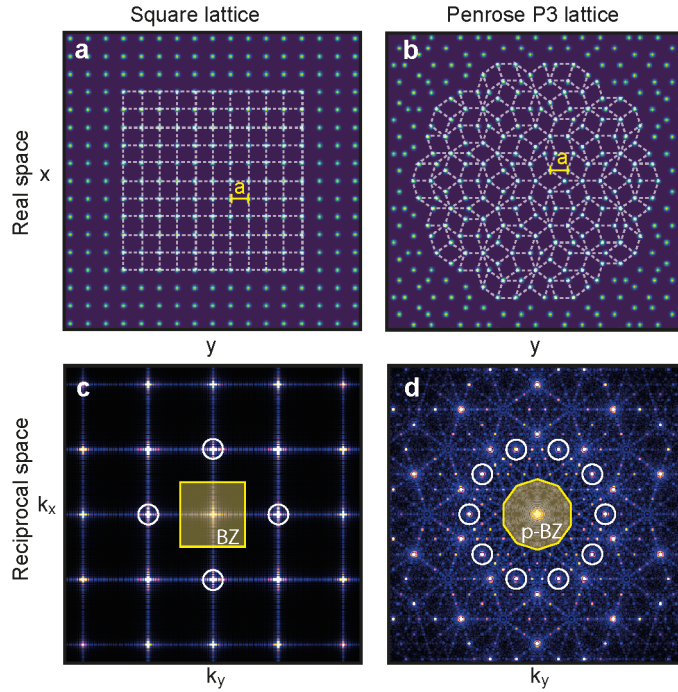 Square lattice
Penrose P3 lattice
Real space
x
a
a
y
b
a
y
Reciprocal space
kx
c
BZ
ky
d
p-BZ
ky